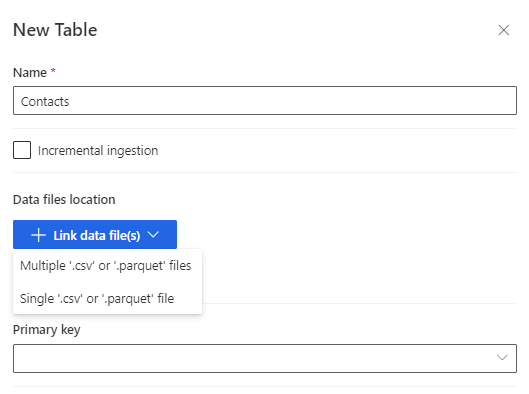 New Table
Name *
Contacts
Incremental ingestion
Data files location
Link data file(s)
Multiple '.csv' or '.parquet' files
Single '.csv' or '.parquet' file
Primary key